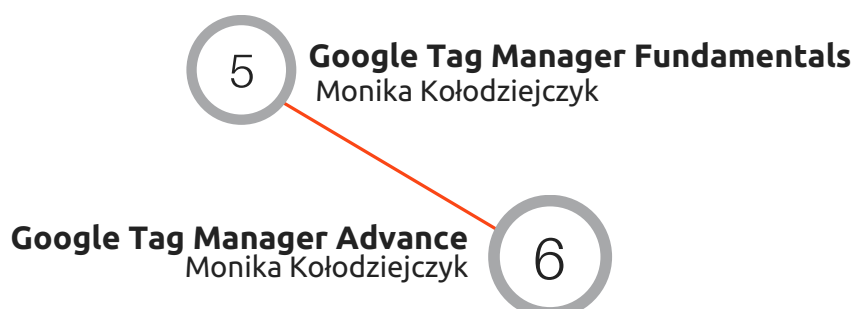 5
Google Tag Manager Fundamentals
Monika Kołodziejczyk
Google Tag Manager Advance
Monika Kołodziejczyk
6